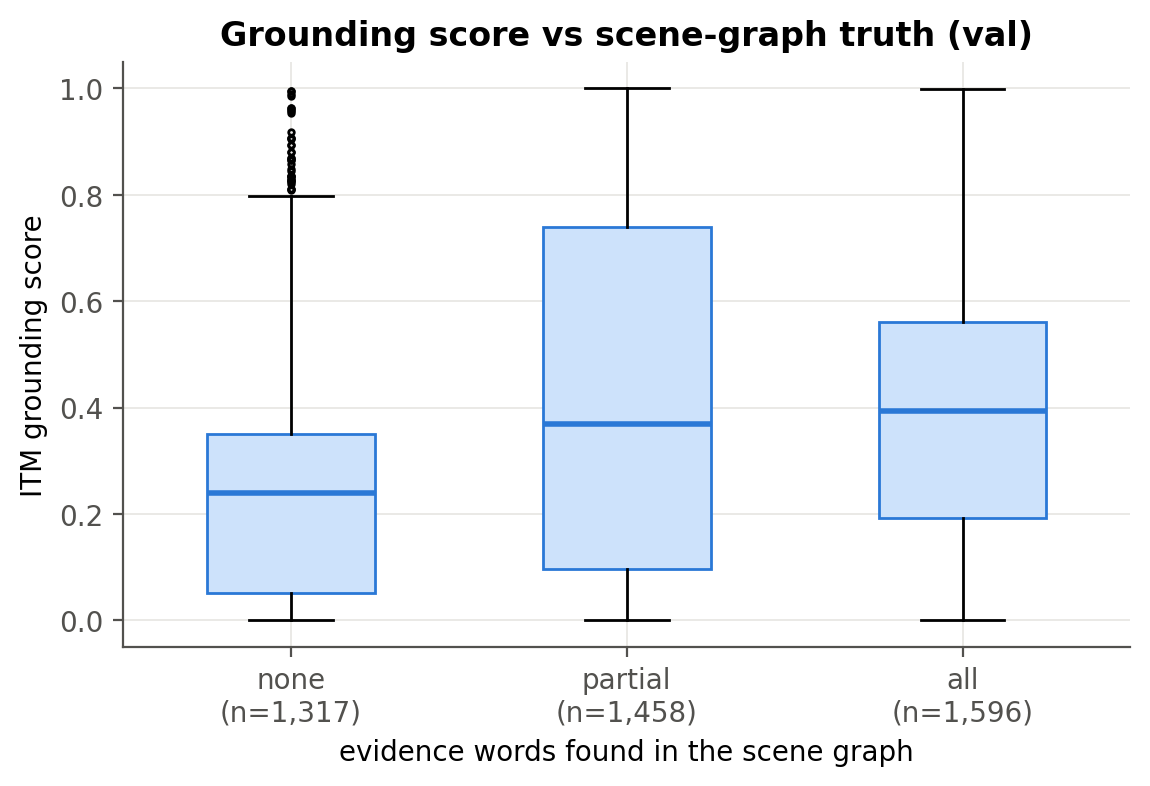 Grounding score vs scene-graph truth (val)
ITM grounding score
1.0
0.8
0.6
0.4
0.2
0.0
none
(n=1,317)
partial
(n=1,458)
all
(n=1,596)
evidence words found in the scene graph